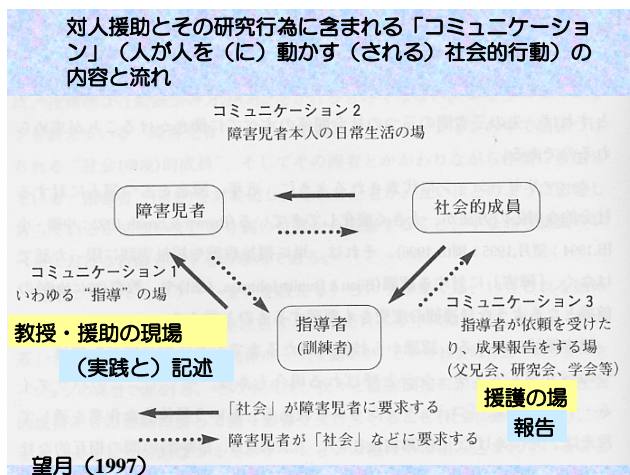 対人援助とその研究行為に含まれる「コミュニケーショ
ン」（人が人を（に）動かす（される）社会的行動）の
内容と流れ
コミュニケーション 2
障害児者本人の日常生活の場
障害児者
社会的成員
コミュニケーション 1
いわゆる“指導”の場
指導者
(訓練者)
コミュニケーション 3
指導者が依頼を受けた
り、成果報告をする場
(父兄会、研究会、学会等)
教授・援助の現場
（実践と）記述
援護の場
報告
「社会」が障害児者に要求する
障害児者が「社会」などに要求する
望月（1997）